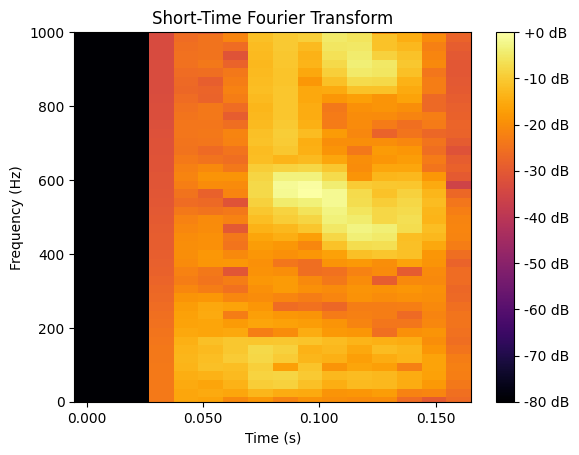 Short-Time Fourier Transform
Frequency (Hz)
1000
800
600
400
200
0
0.000
0.050
0.100
0.150
Time (s)
+0 dB
-10 dB
-20 dB
-30 dB
-40 dB
-50 dB
-60 dB
-70 dB
-80 dB